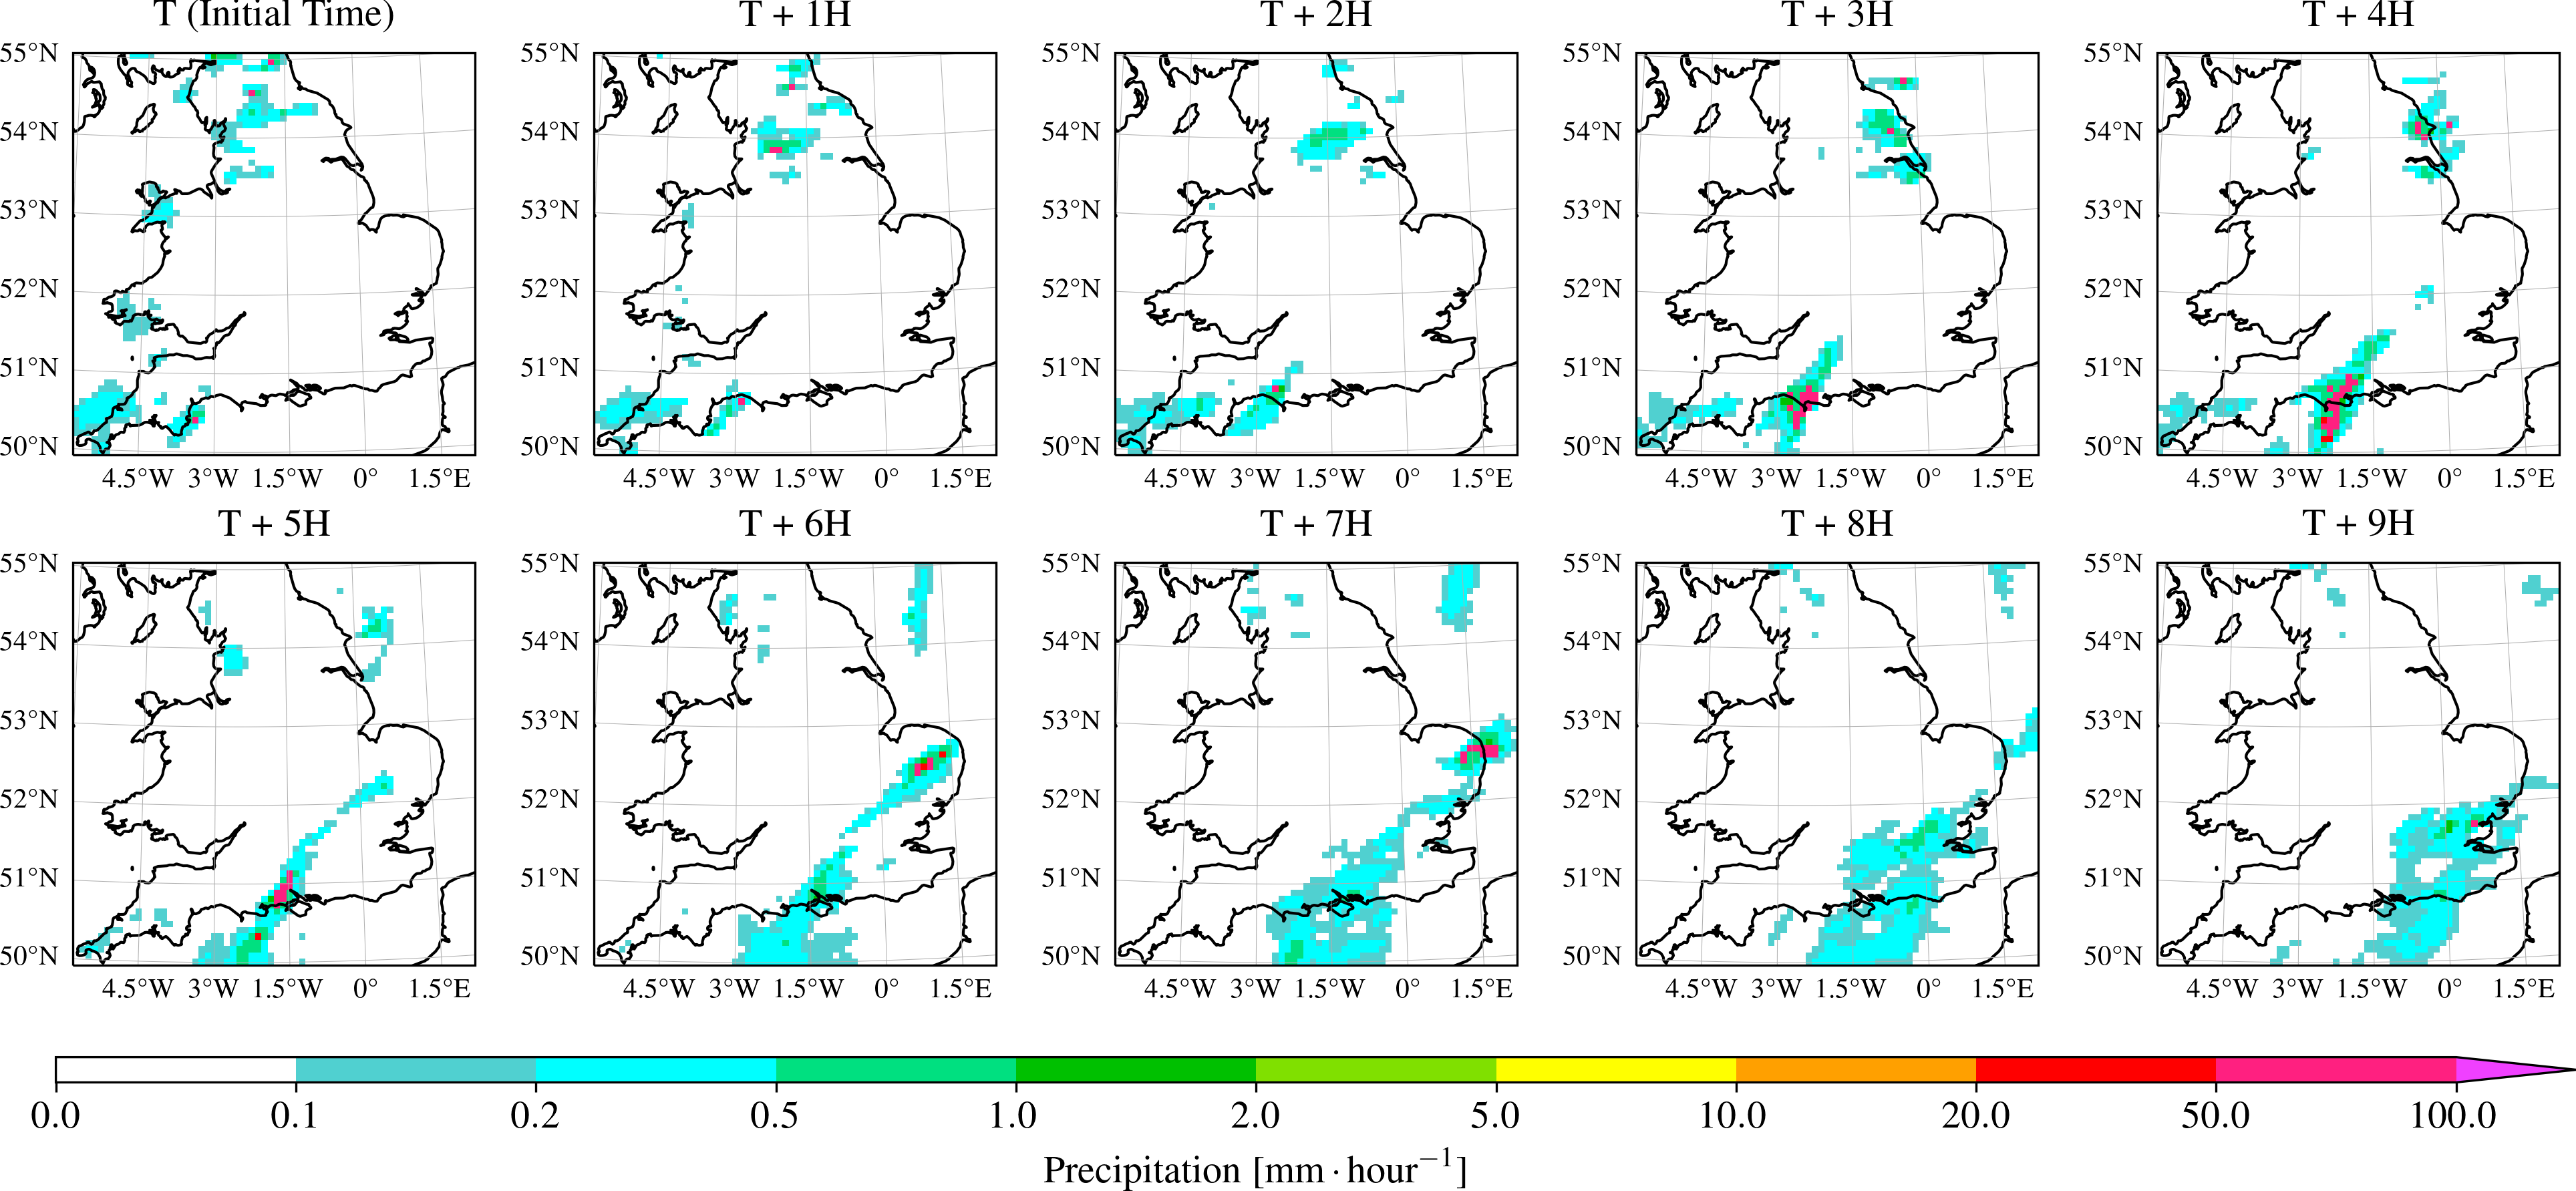 T (Initial Time) T + 1H T + 2H T + 3H T + 4H
55°N 55°N 55°N 55°N 55°N
54°N 54°N 54°N 54°N 54°N
53°N 53°N 53°N 53°N 53°N
52°N 52°N 52°N 52°N 52°N
51°N 51°N 51°N 51°N 51°N
50°N 50°N 50°N 50°N 50°N
4.5°W 3°W 1.5°W 0° 1.5°E 4.5°W 3°W 1.5°W 0° 1.5°E 4.5°W 3°W 1.5°W 0° 1.5°E 4.5°W 3°W 1.5°W 0° 1.5°E 4.5°W 3°W 1.5°W 0° 1.5°E
T + 5H T + 6H T + 7H T + 8H T + 9H
55°N 55°N 55°N 55°N 55°N
54°N 54°N 54°N 54°N 54°N
53°N 53°N 53°N 53°N 53°N
52°N 52°N 52°N 52°N 52°N
51°N 51°N 51°N 51°N 51°N
50°N 50°N 50°N 50°N 50°N
4.5°W 3°W 1.5°W 0° 1.5°E 4.5°W 3°W 1.5°W 0° 1.5°E 4.5°W 3°W 1.5°W 0° 1.5°E 4.5°W 3°W 1.5°W 0° 1.5°E 4.5°W 3°W 1.5°W 0° 1.5°E
0.0 0.1 0.2 0.5 1.0 2.0 5.0 10.0 20.0 50.0 100.0
Precipitation [mm · hour⁻¹]